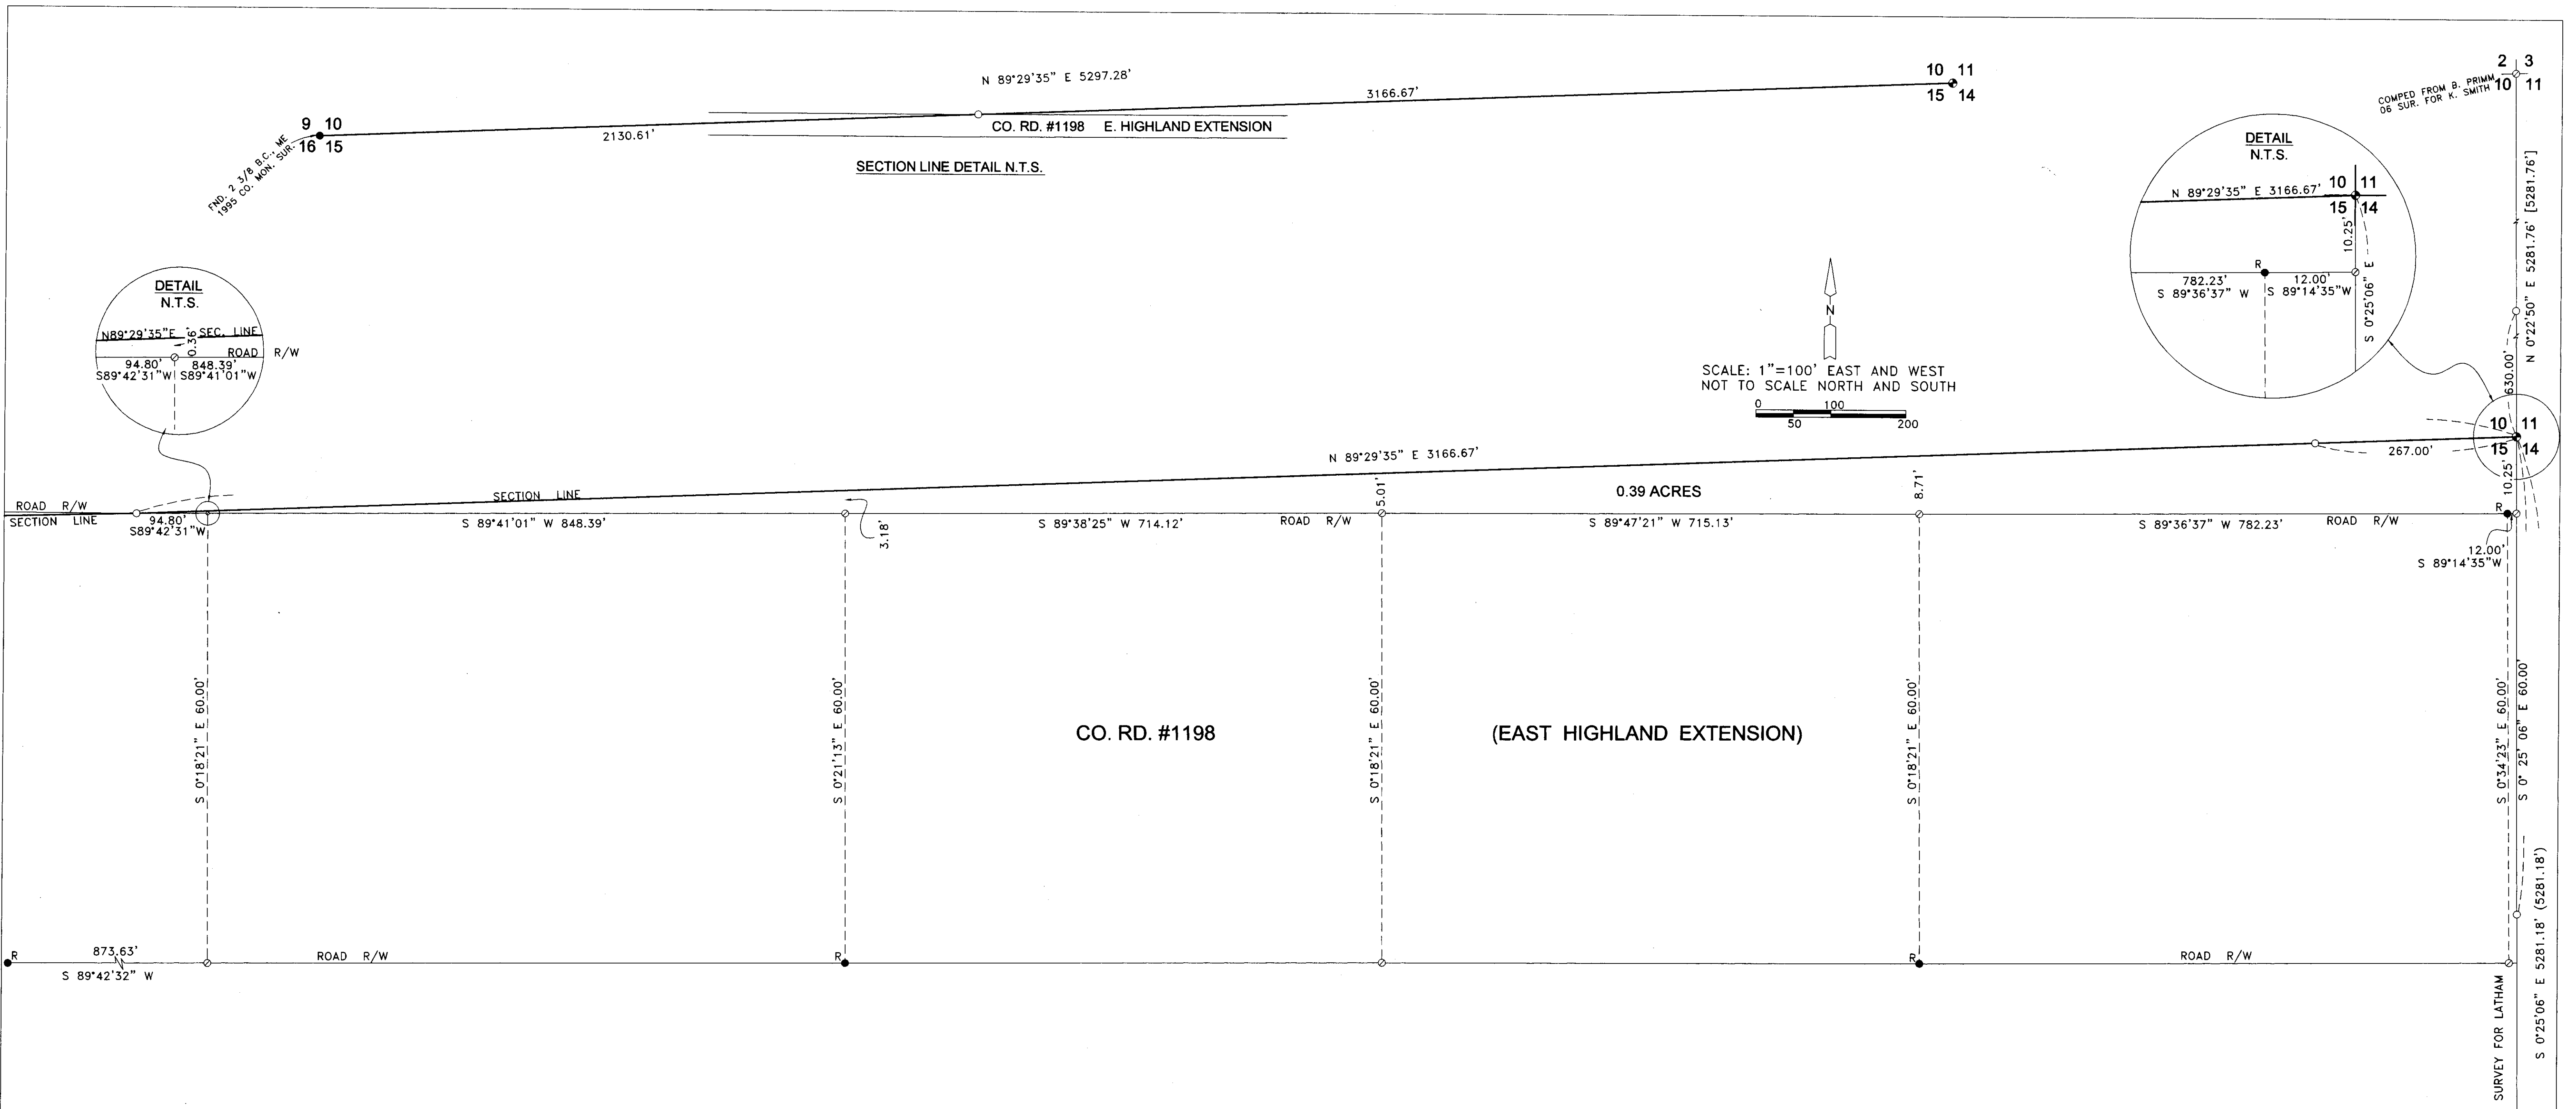 N 89°29'35" E 5297.28'
3166.67'
10 11
15 14
2 3
10 11
COMPED FROM B. PRIMM
06 SUR. FOR K. SMITH
9 10
16 15
FND. 2 3/8 B.C., ME
1995 CO. MON. SUR.
2130.61'
CO. RD. #1198 E. HIGHLAND EXTENSION
SECTION LINE DETAIL N.T.S.
DETAIL
N.T.S.
N 89°29'35" E 3166.67'
10 11
15 14
10.25'
R
782.23'
S 89°36'37" W
12.00'
S 89°14'35"W
S 0°25'06" E
N 0°22'50" E 5281.76' [5281.76']
630.00'
DETAIL
N.T.S.
N89°29'35"E SEC. LINE
0.36'
ROAD R/W
94.80'
S89°42'31"W
848.39'
S89°41'01"W
N
SCALE: 1"=100' EAST AND WEST
NOT TO SCALE NORTH AND SOUTH
0 100
50 200
N 89°29'35" E 3166.67'
10 11
15 14
267.00'
10.25'
ROAD R/W
SECTION LINE
94.80'
S89°42'31"W
SECTION LINE
S 89°41'01" W 848.39'
3.18'
S 89°38'25" W 714.12'
ROAD R/W
5.01'
0.39 ACRES
S 89°47'21" W 715.13'
8.71'
S 89°36'37" W 782.23'
ROAD R/W
R
12.00'
S 89°14'35"W
S 0°18'21" E 60.00'
S 0°21'13" E 60.00'
CO. RD. #1198
S 0°18'21" E 60.00'
(EAST HIGHLAND EXTENSION)
S 0°18'21" E 60.00'
S 0°34'23" E 60.00'
S 0° 25' 06" E 60.00'
R
873.63'
S 89°42'32" W
ROAD R/W
R
R
ROAD R/W
SURVEY FOR LATHAM
S 0°25'06" E 5281.18' (5281.18')